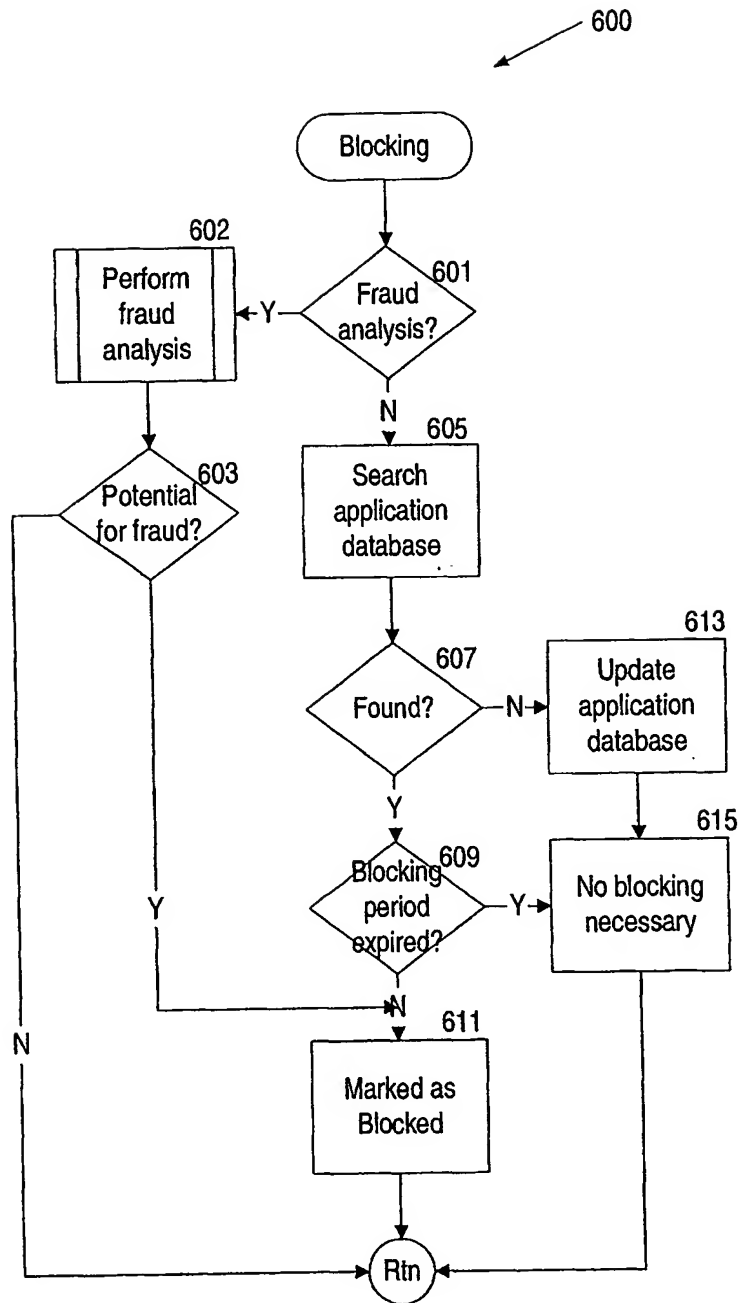 600
Blocking
602
Perform
fraud
analysis
Y
601
Fraud
analysis?
N
603
Potential
for fraud?
605
Search
application
database
607
Found?
N
613
Update
application
database
Y
609
Blocking
period
expired?
Y
615
No blocking
necessary
Y
N
N
611
Marked as
Blocked
Rtn